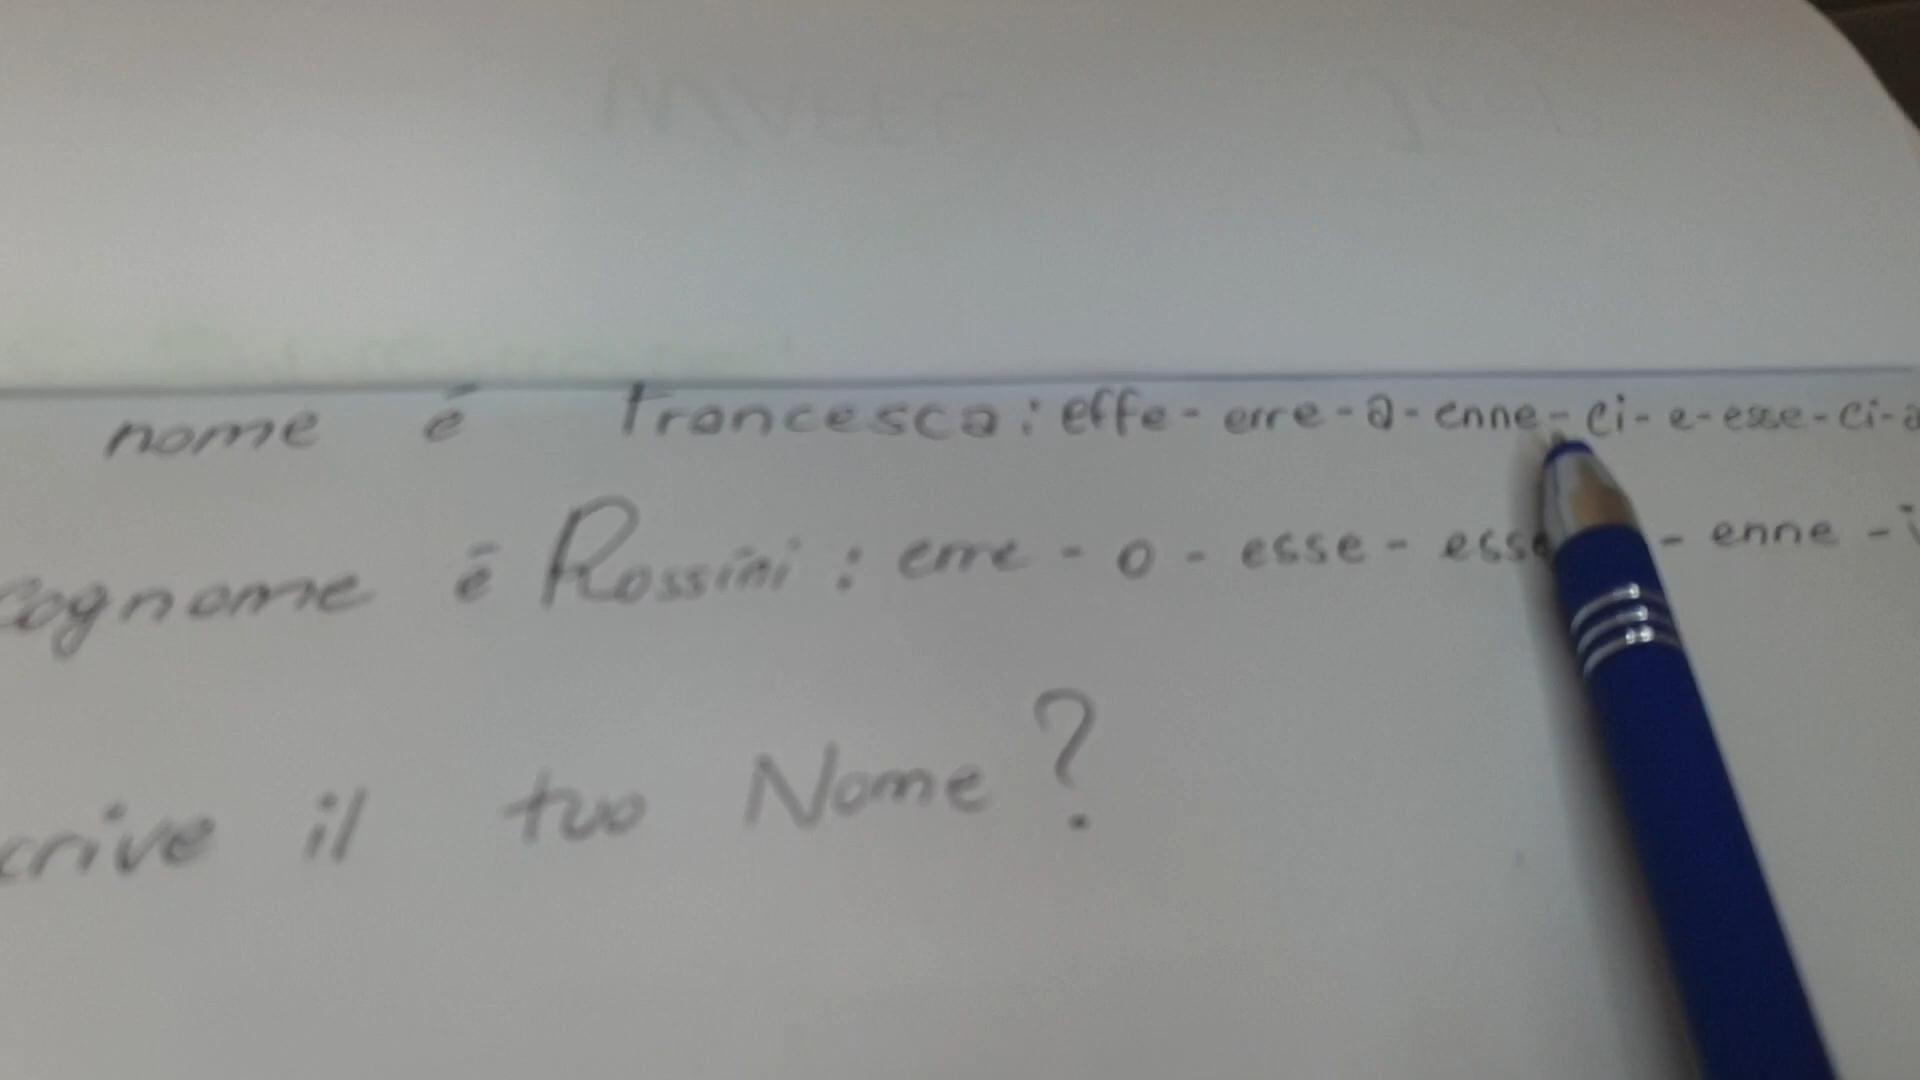 nome é Francesca: effe - erre - a - enne - ci - e - esse - ci - a
cognome é Rossini : erre - o - esse - esse - enne - i
crive il tuo Nome?